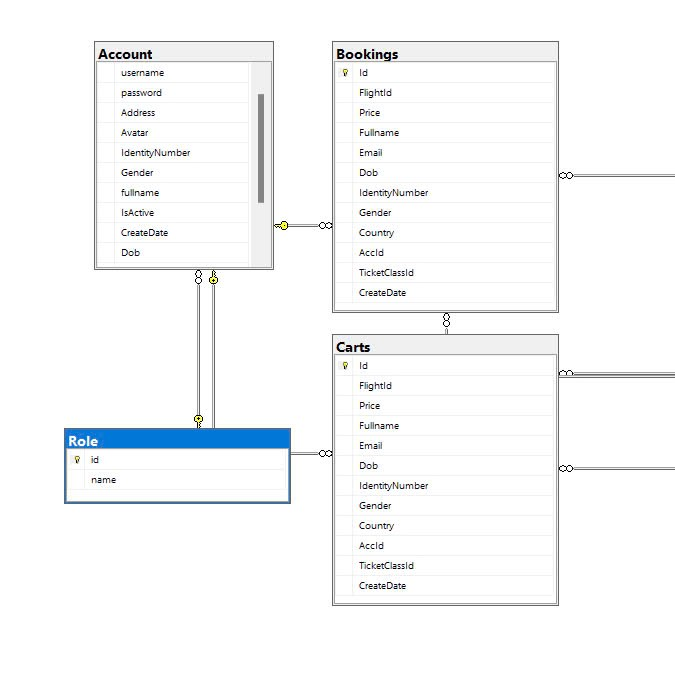 Account
username
password
Address
Avatar
IdentityNumber
Gender
fullname
IsActive
CreateDate
Dob
Bookings
Id
FlightId
Price
Fullname
Email
Dob
IdentityNumber
Gender
Country
AccId
TicketClassId
CreateDate
Role
id
name
Carts
Id
FlightId
Price
Fullname
Email
Dob
IdentityNumber
Gender
Country
AccId
TicketClassId
CreateDate